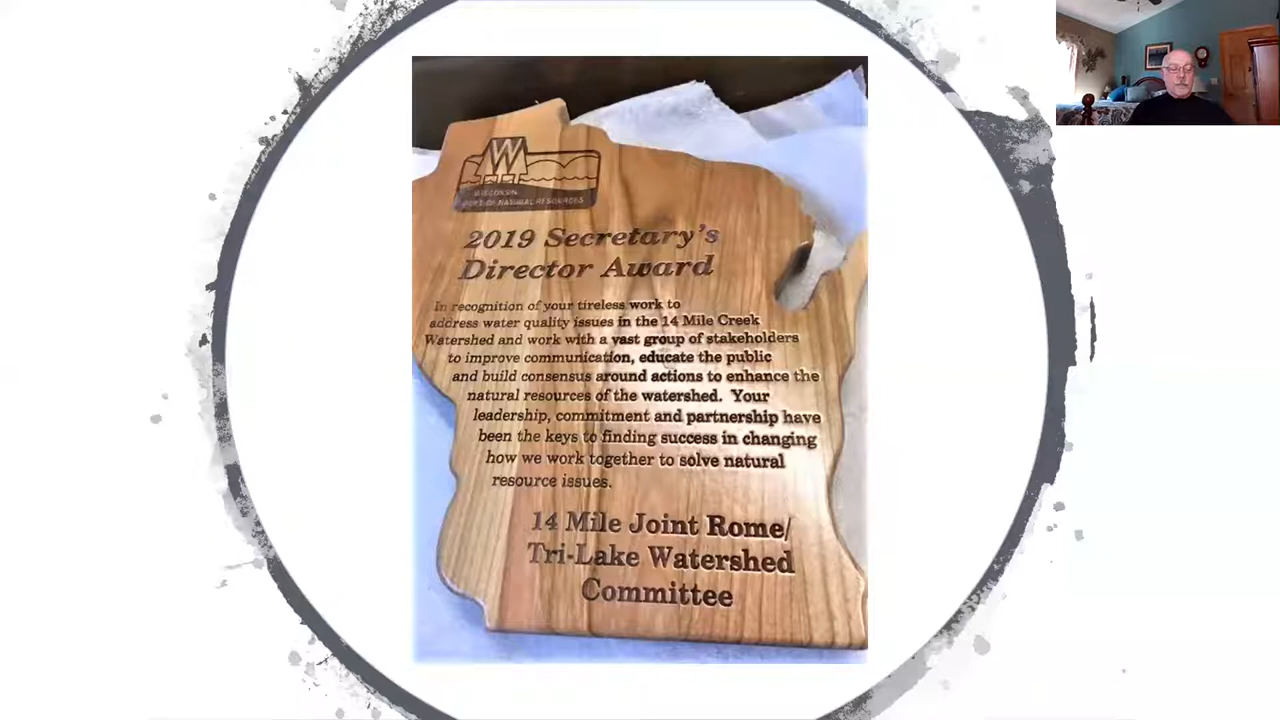 W
WISCONSIN
DEPT. OF NATURAL RESOURCES
2019 Secretary's
Director Award
In recognition of your tireless work to
address water quality issues in the 14 Mile Creek
Watershed and work with a vast group of stakeholders
to improve communication, educate the public
and build consensus around actions to enhance the
natural resources of the watershed. Your
leadership, commitment and partnership have
been the keys to finding success in changing
how we work together to solve natural
resource issues.
14 Mile Joint Rome/
Tri-Lake Watershed
Committee